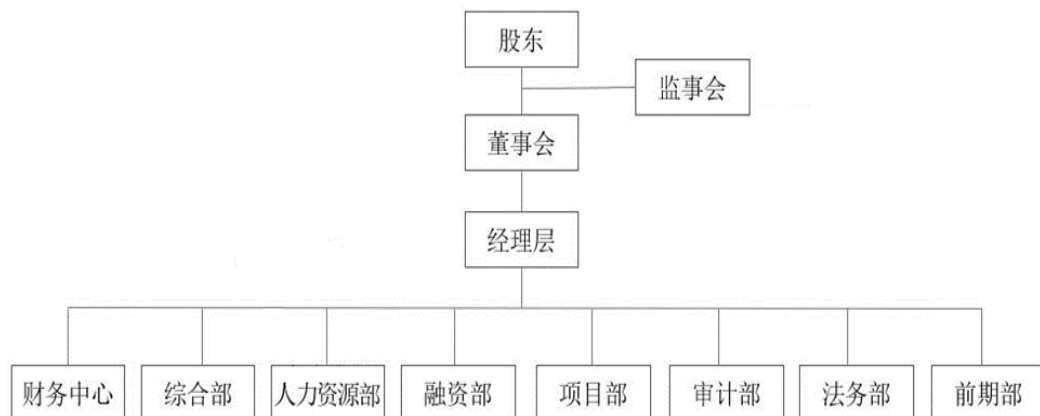 股东
监事会
董事会
经理层
财务中心
综合部
人力资源部
融资部
项目部
审计部
法务部
前期部